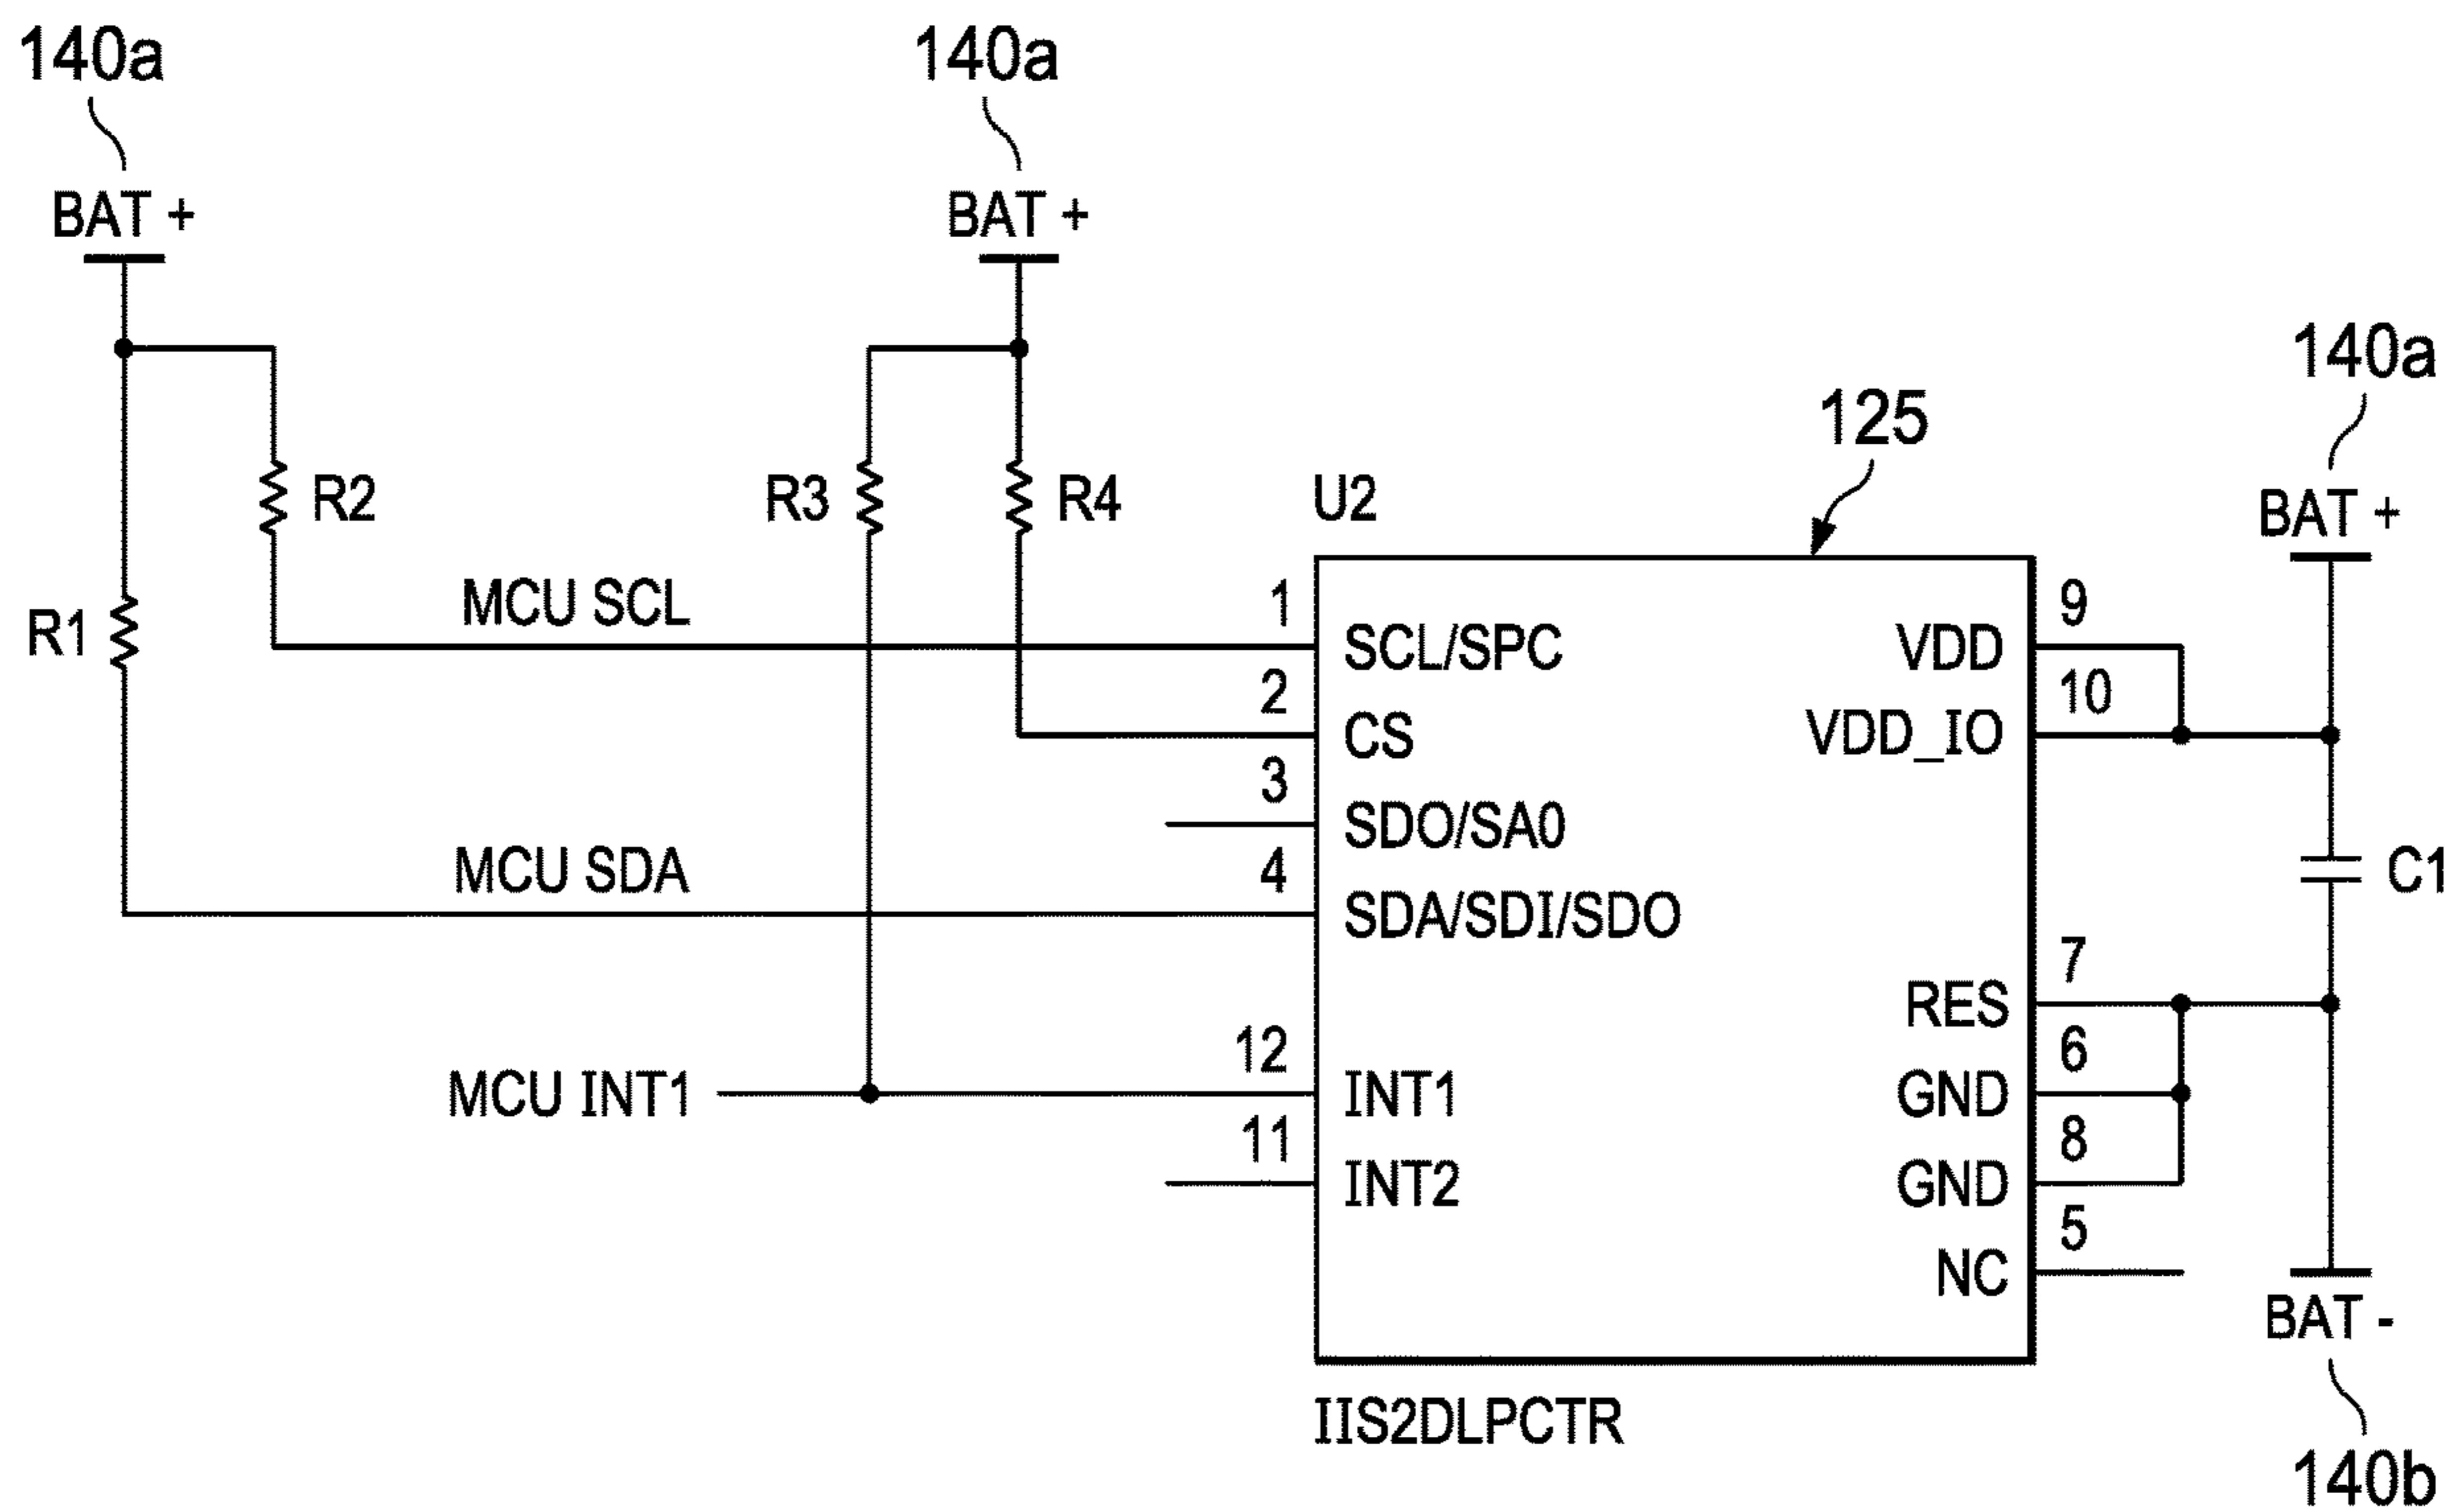 140a
140a
BAT +
BAT +
140a
125
BAT +
R2
R3
R4
U2
R1
MCU SCL
1
SCL/SPC
VDD
9
2
CS
VDD_IO
10
3
SDO/SA0
C1
MCU SDA
4
SDA/SDI/SDO
7
RES
12
6
MCU INT1
INT1
GND
11
8
INT2
GND
5
NC
BAT -
IIS2DLPCTR
140b